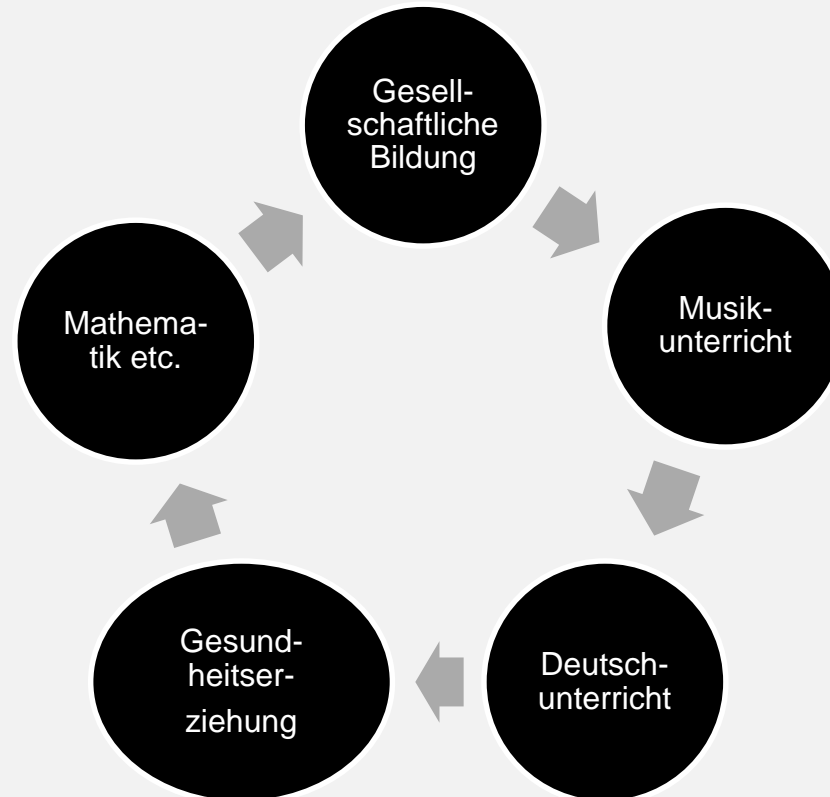 Gesell-
schaftliche
Bildung
Musik-
unterricht
Deutsch-
unterricht
Gesund-
heitser-
ziehung
Mathema-
tik etc.